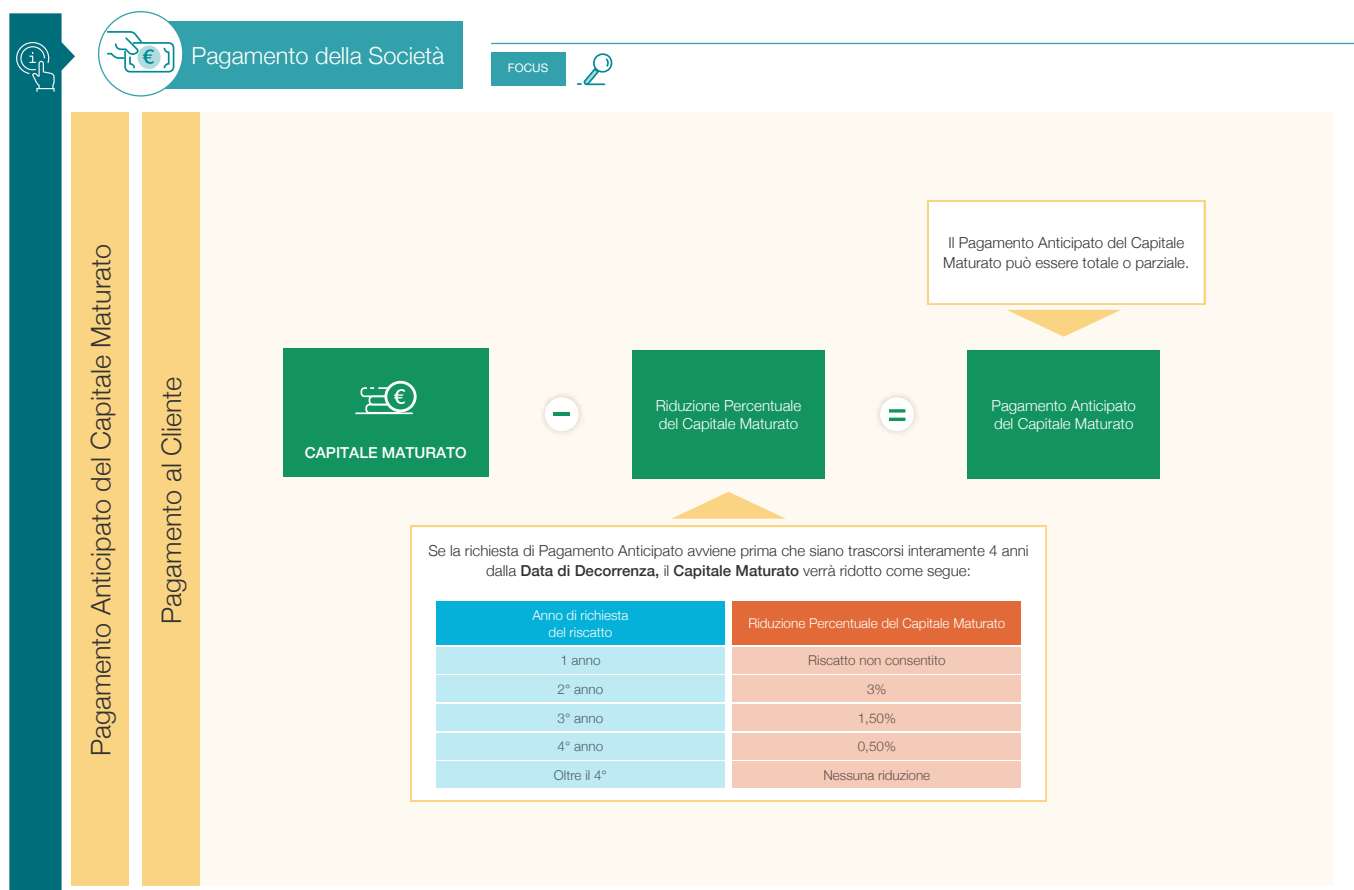 Pagamento della Società
FOCUS
Pagamento Anticipato del Capitale Maturato
Pagamento al Cliente
Il Pagamento Anticipato del Capitale
Maturato può essere totale o parziale.
€
CAPITALE MATURATO
–
Riduzione Percentuale
del Capitale Maturato
=
Pagamento Anticipato
del Capitale Maturato
Se la richiesta di Pagamento Anticipato avviene prima che siano trascorsi interamente 4 anni
dalla Data di Decorrenza, il Capitale Maturato verrà ridotto come segue:
Anno di richiesta
del riscatto
Riduzione Percentuale del Capitale Maturato
1 anno
Riscatto non consentito
2° anno
3%
3° anno
1,50%
4° anno
0,50%
Oltre il 4°
Nessuna riduzione